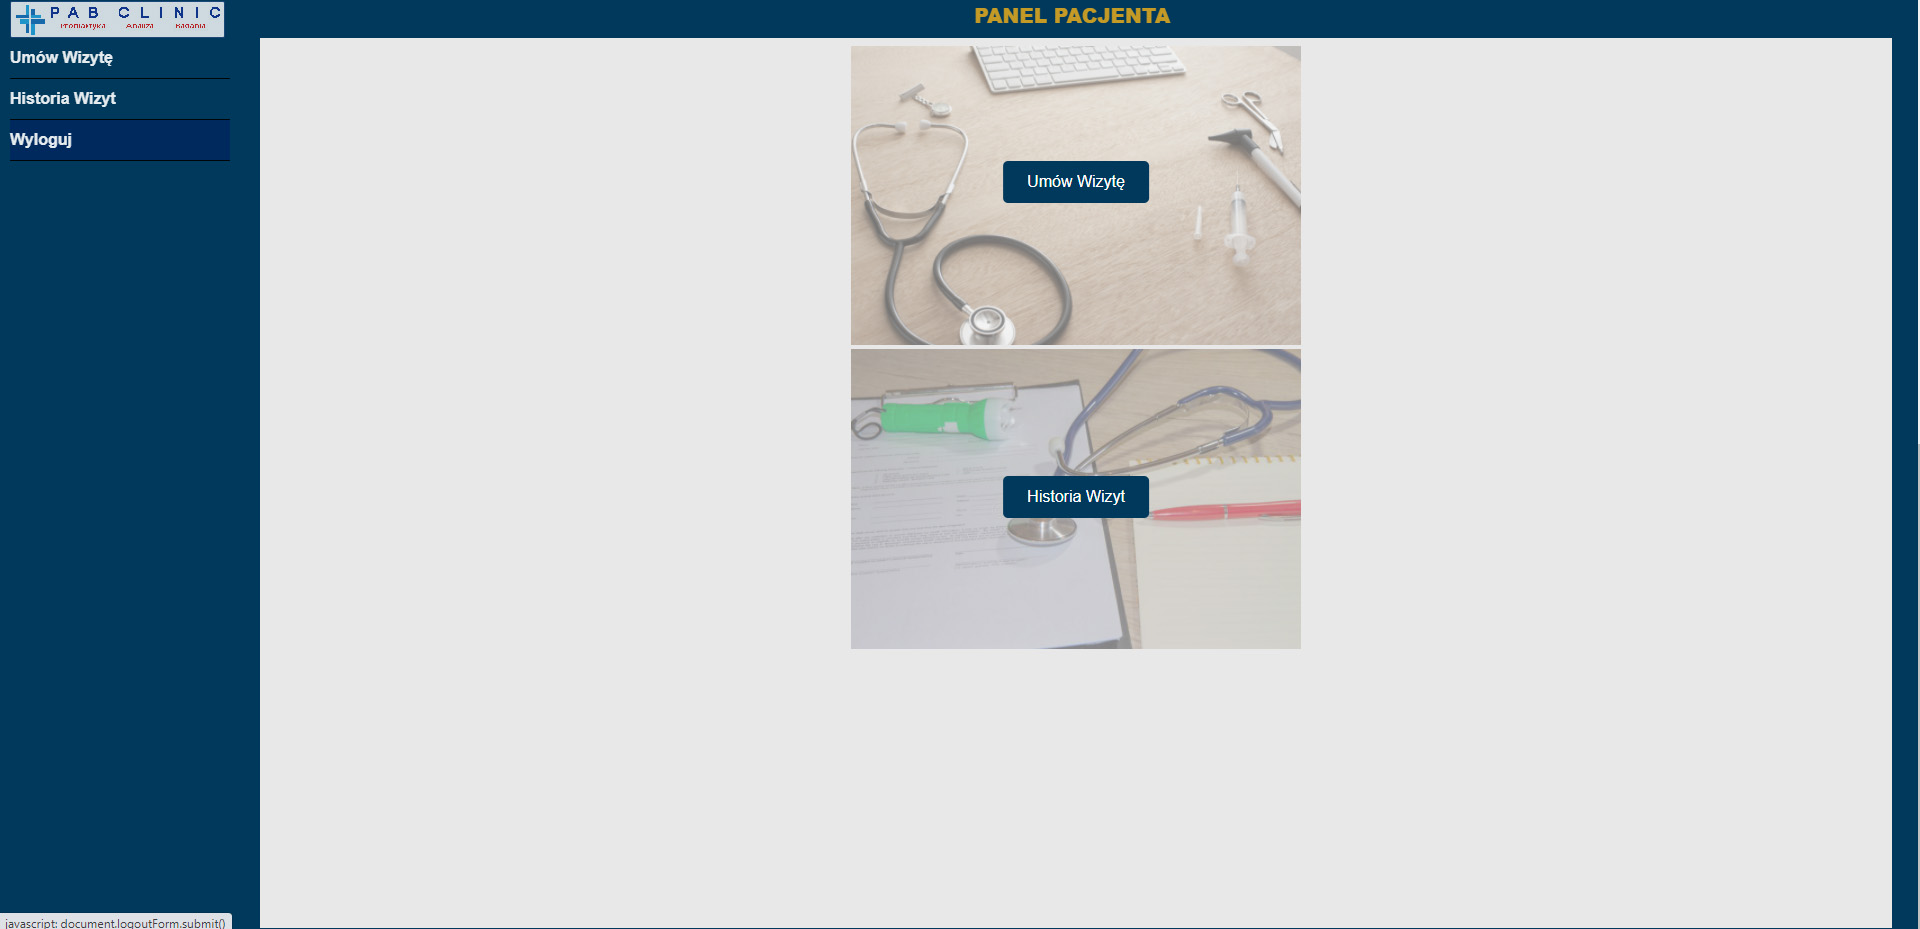 PAB CLINIC
Profilaktyka Analiza Badania
PANEL PACJENTA
Umów Wizytę
Historia Wizyt
Wyloguj
Umów Wizytę
Historia Wizyt
javascript: document.logoutForm.submit()